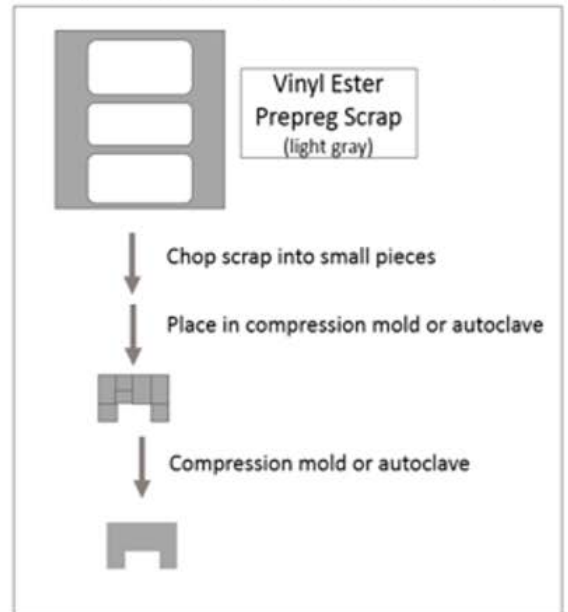 Vinyl Ester
Prepreg Scrap
(light gray)
Chop scrap into small pieces
Place in compression mold or autoclave
Compression mold or autoclave